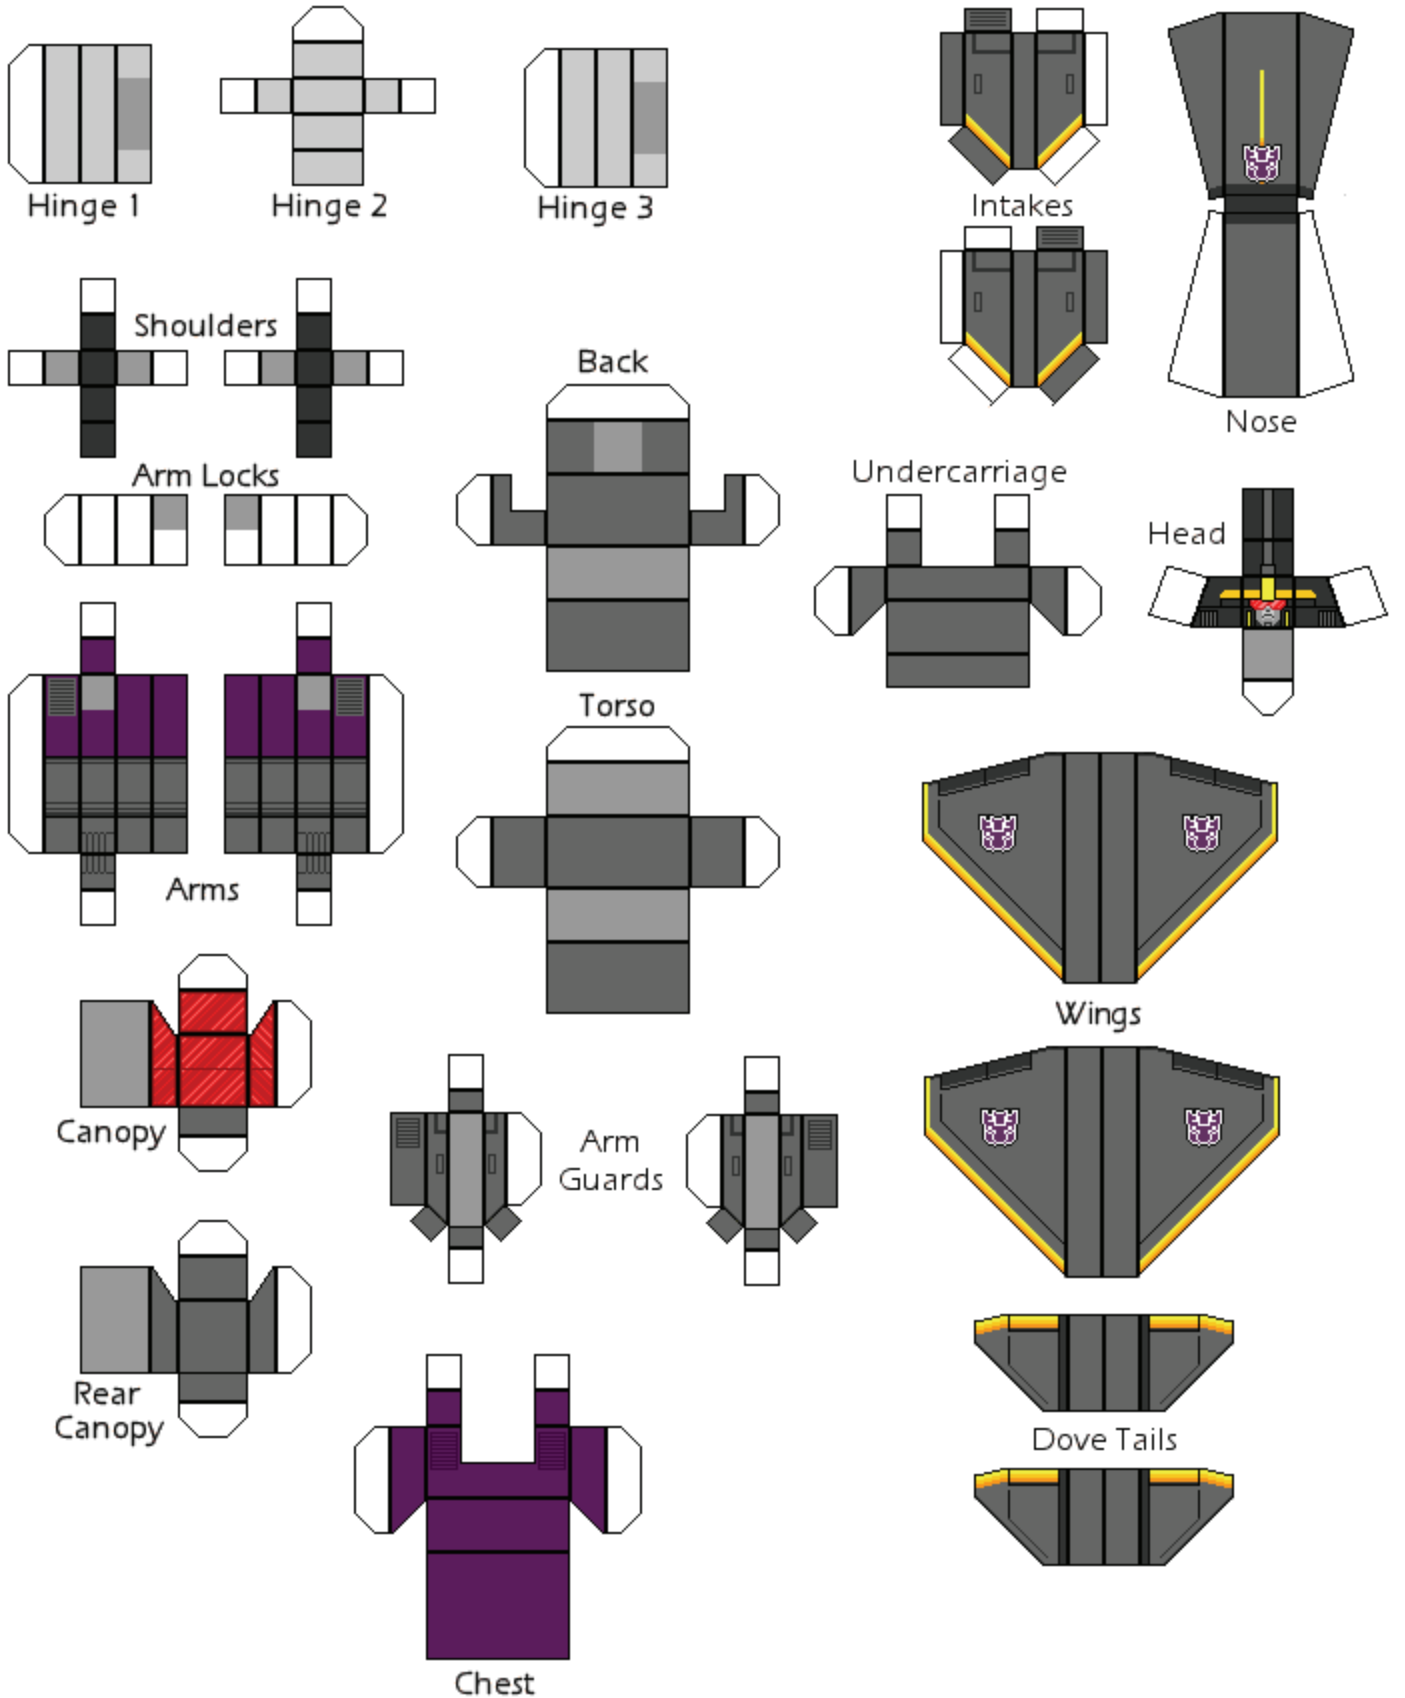 Hinge 1
Hinge 2
Hinge 3
Intakes
Shoulders
Back
Nose
Arm Locks
Undercarriage
Head
Torso
Arms
Wings
Canopy
Arm
Guards
Rear
Canopy
Dove Tails
Chest